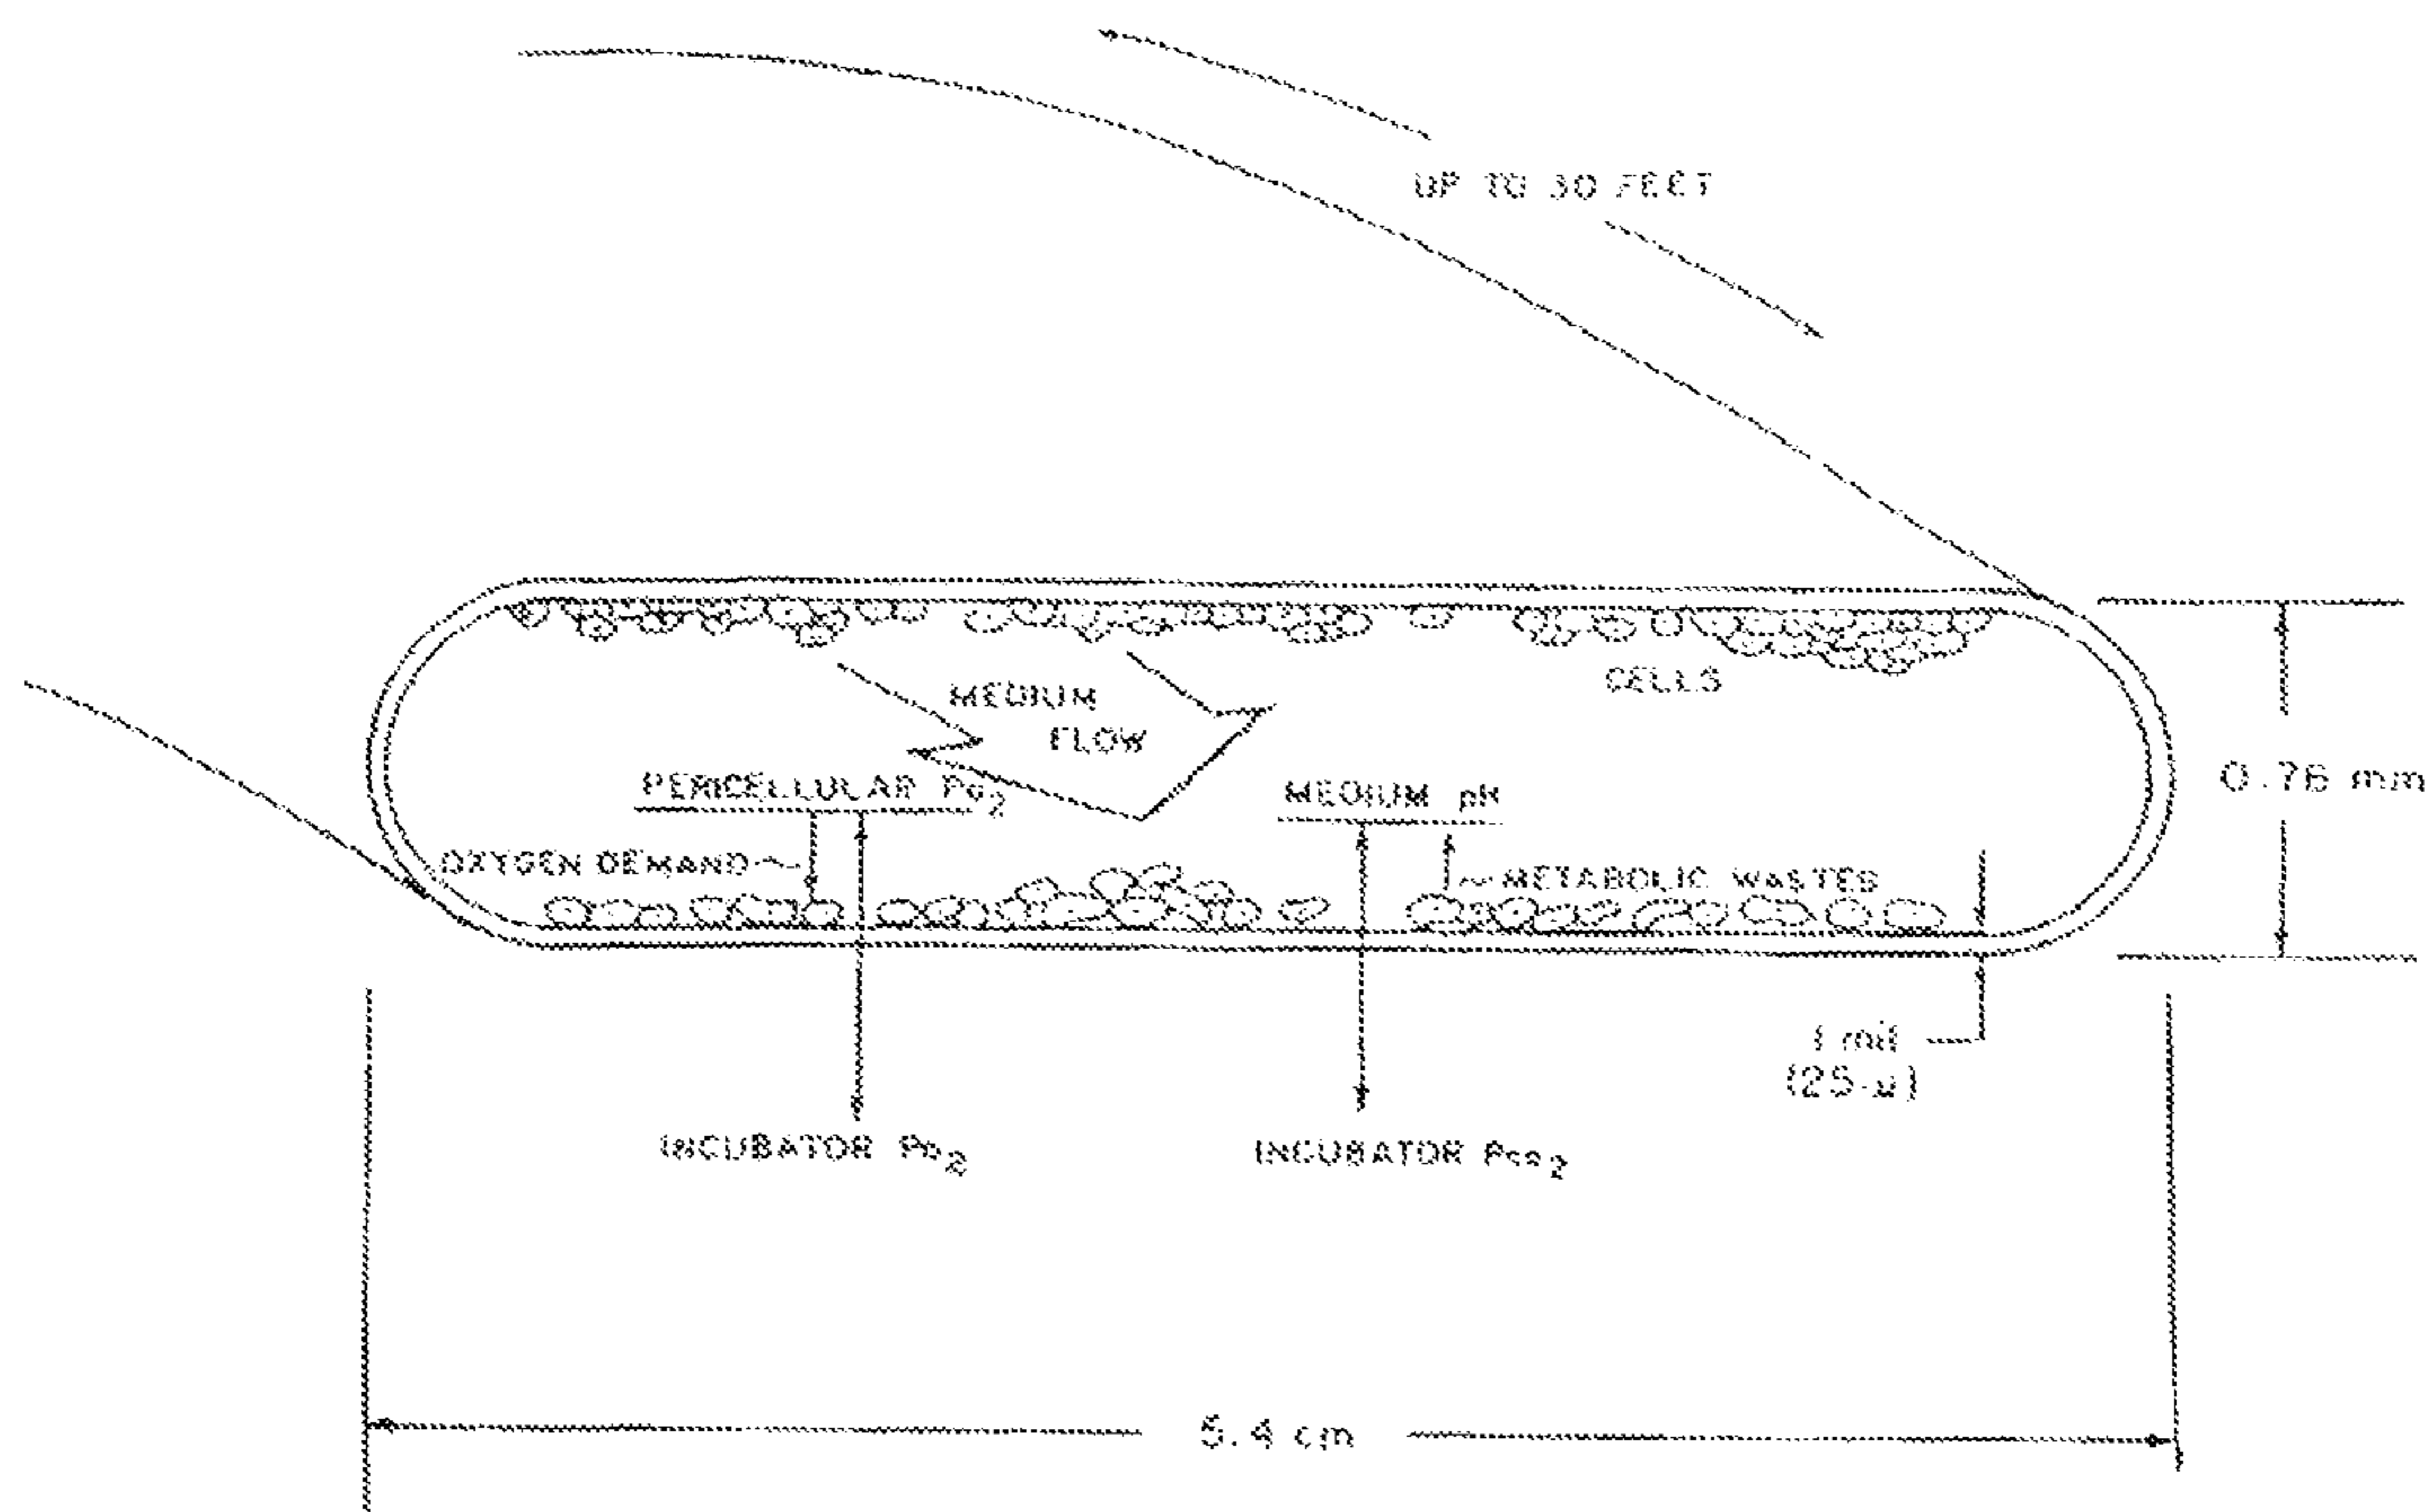 UP TO 30 FEET
CELLS
MEDIUM
FLOW
0.76 mm
PERICELLULAR Po2
MEDIUM pH
OXYGEN DEMAND
METABOLIC WASTES
1 mil
(25 µ)
INCUBATOR Po2
INCUBATOR Pco2
5.4 cm